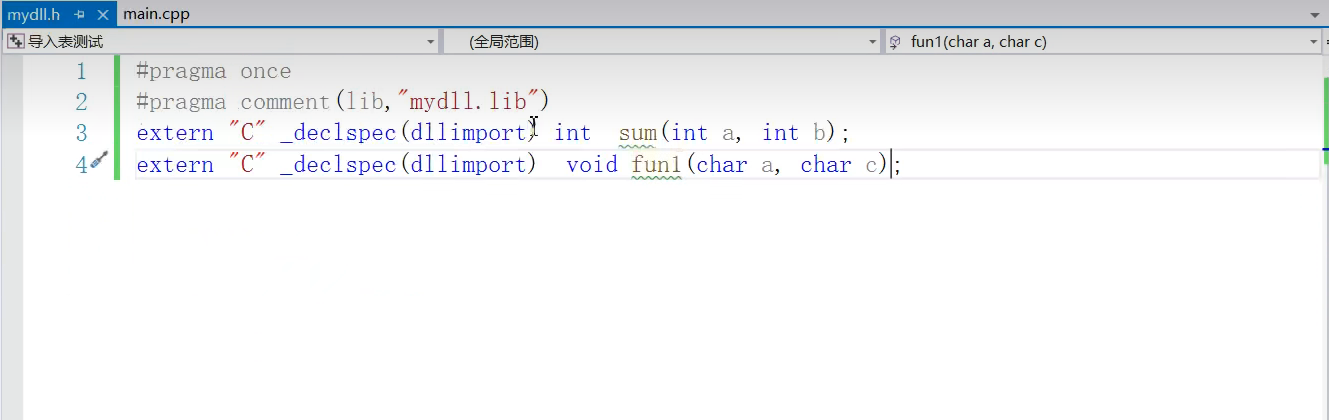 mydll.h main.cpp
导入表测试 (全局范围) fun1(char a, char c)
1 #pragma once
2 #pragma comment(lib,"mydll.lib")
3 extern "C" _declspec(dllimport) int  sum(int a, int b);
4 extern "C" _declspec(dllimport)  void fun1(char a, char c);